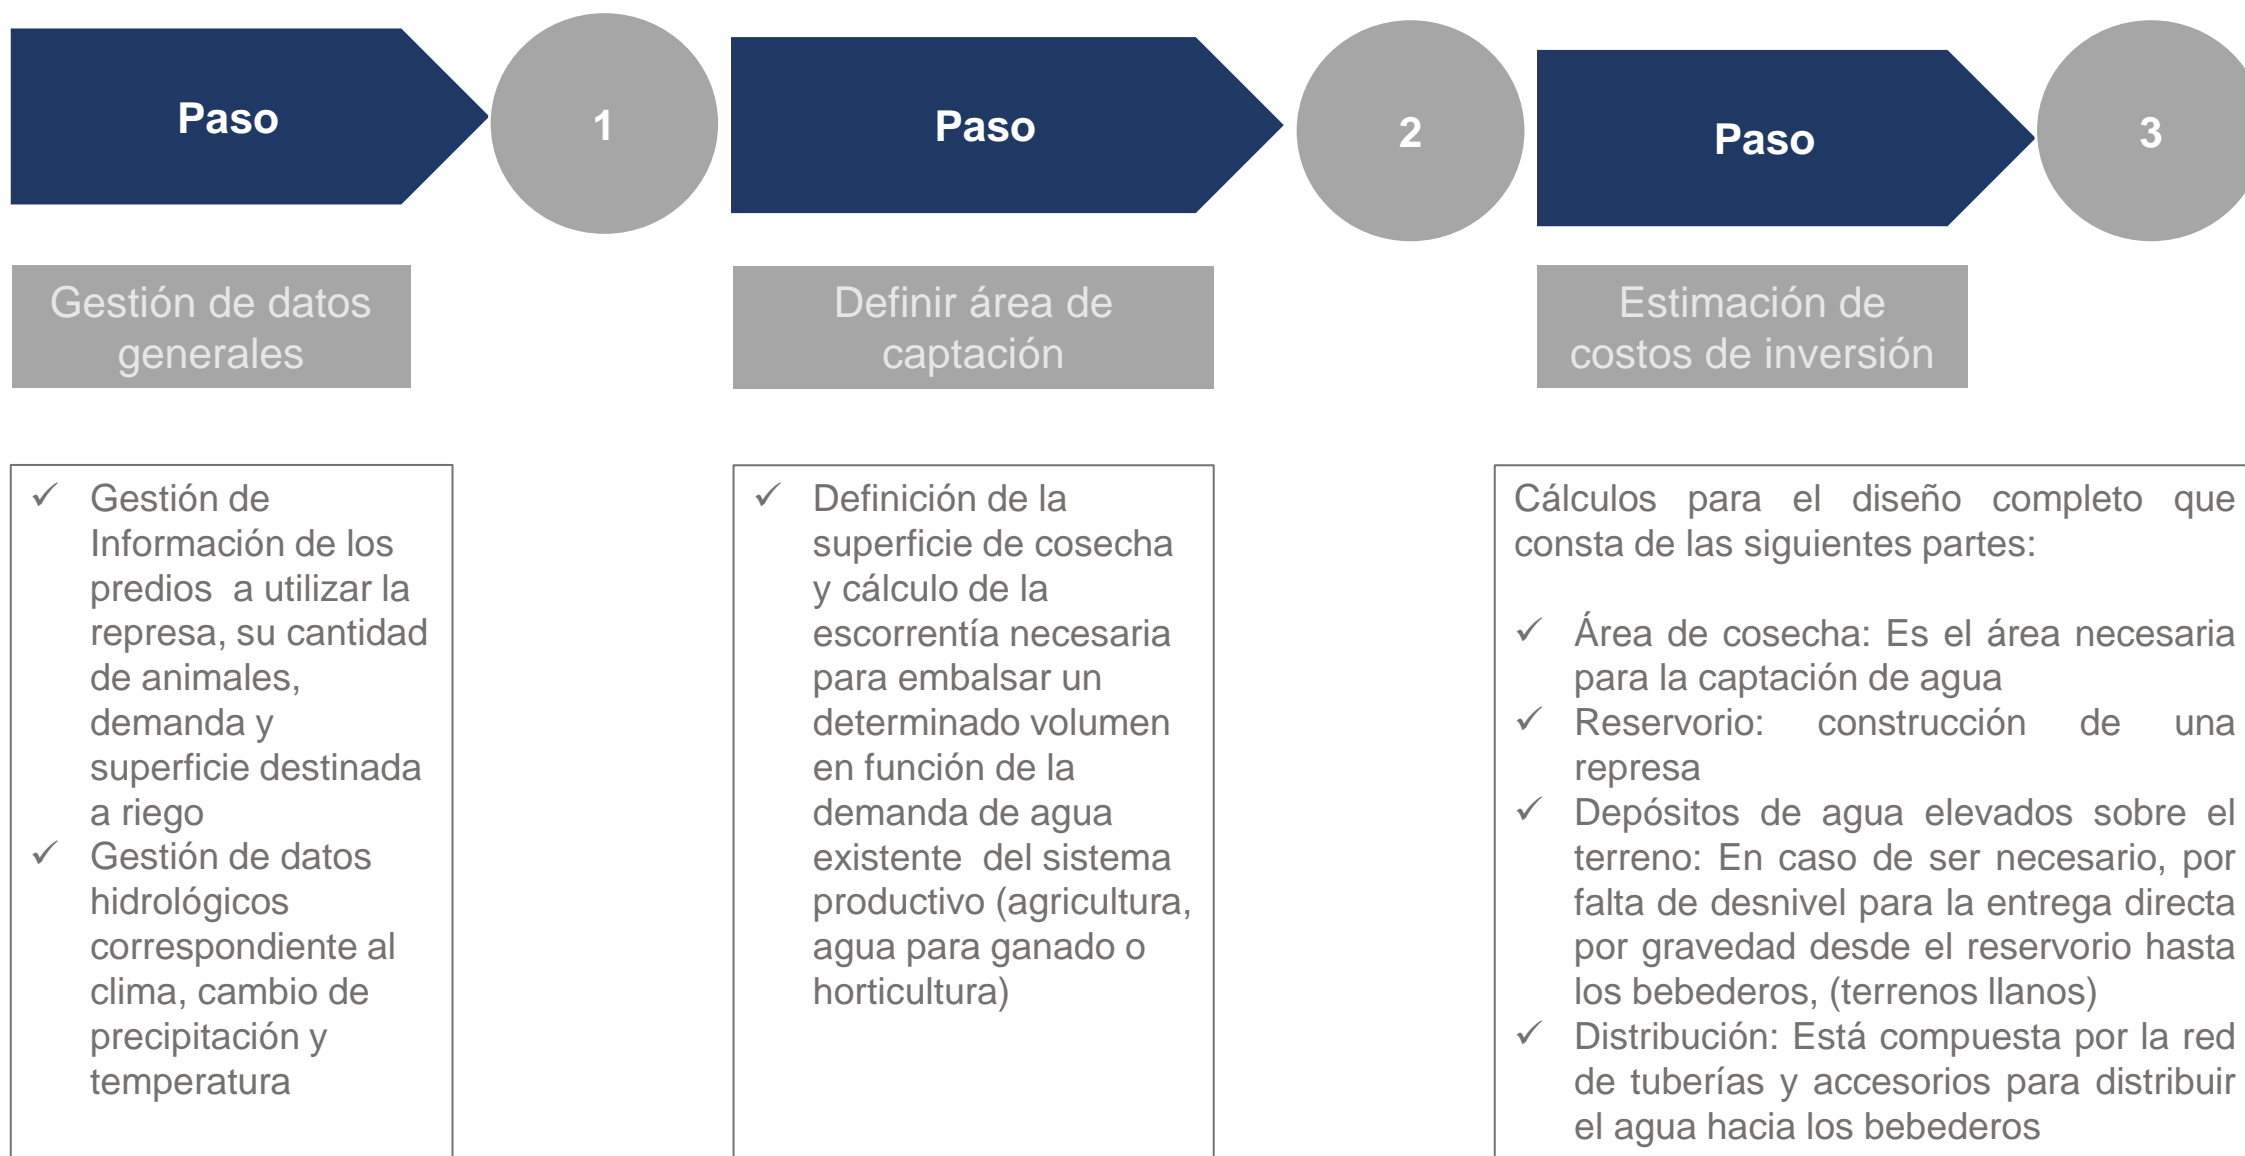 Paso
1
Paso
2
Paso
3
Gestión de datos
generales
Definir área de
captación
Estimación de
costos de inversión
✓ Gestión de
Información de los
predios  a utilizar la
represa, su cantidad
de animales,
demanda y
superficie destinada
a riego
✓ Gestión de datos
hidrológicos
correspondiente al
clima, cambio de
precipitación y
temperatura
✓ Definición de la
superficie de cosecha
y cálculo de la
escorrentía necesaria
para embalsar un
determinado volumen
en función de la
demanda de agua
existente  del sistema
productivo (agricultura,
agua para ganado o
horticultura)
Cálculos para el diseño completo que
consta de las siguientes partes:
✓ Área de cosecha: Es el área necesaria
para la captación de agua
✓ Reservorio: construcción de una
represa
✓ Depósitos de agua elevados sobre el
terreno: En caso de ser necesario, por
falta de desnivel para la entrega directa
por gravedad desde el reservorio hasta
los bebederos, (terrenos llanos)
✓ Distribución: Está compuesta por la red
de tuberías y accesorios para distribuir
el agua hacia los bebederos